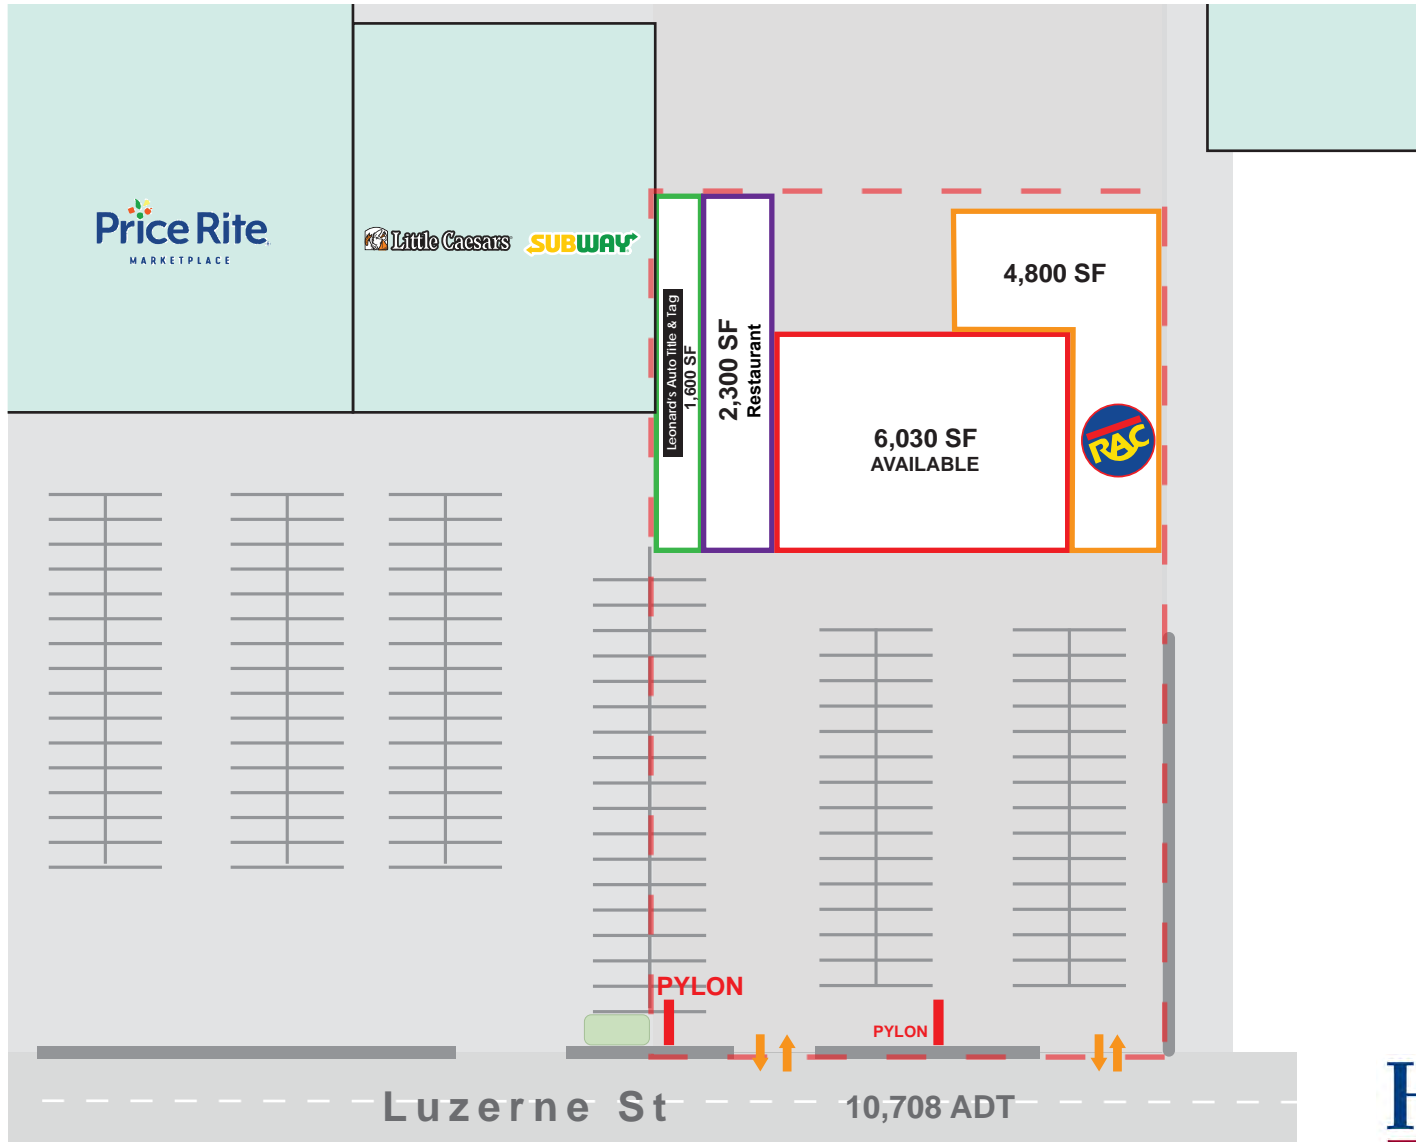 Price Rite
MARKETPLACE
Little Caesars
SUBWAY
Leonard's Auto Title & Tag
1,600 SF
2,300 SF
Restaurant
4,800 SF
6,030 SF
AVAILABLE
RAC
PYLON
PYLON
Luzerne St
10,708 ADT
H